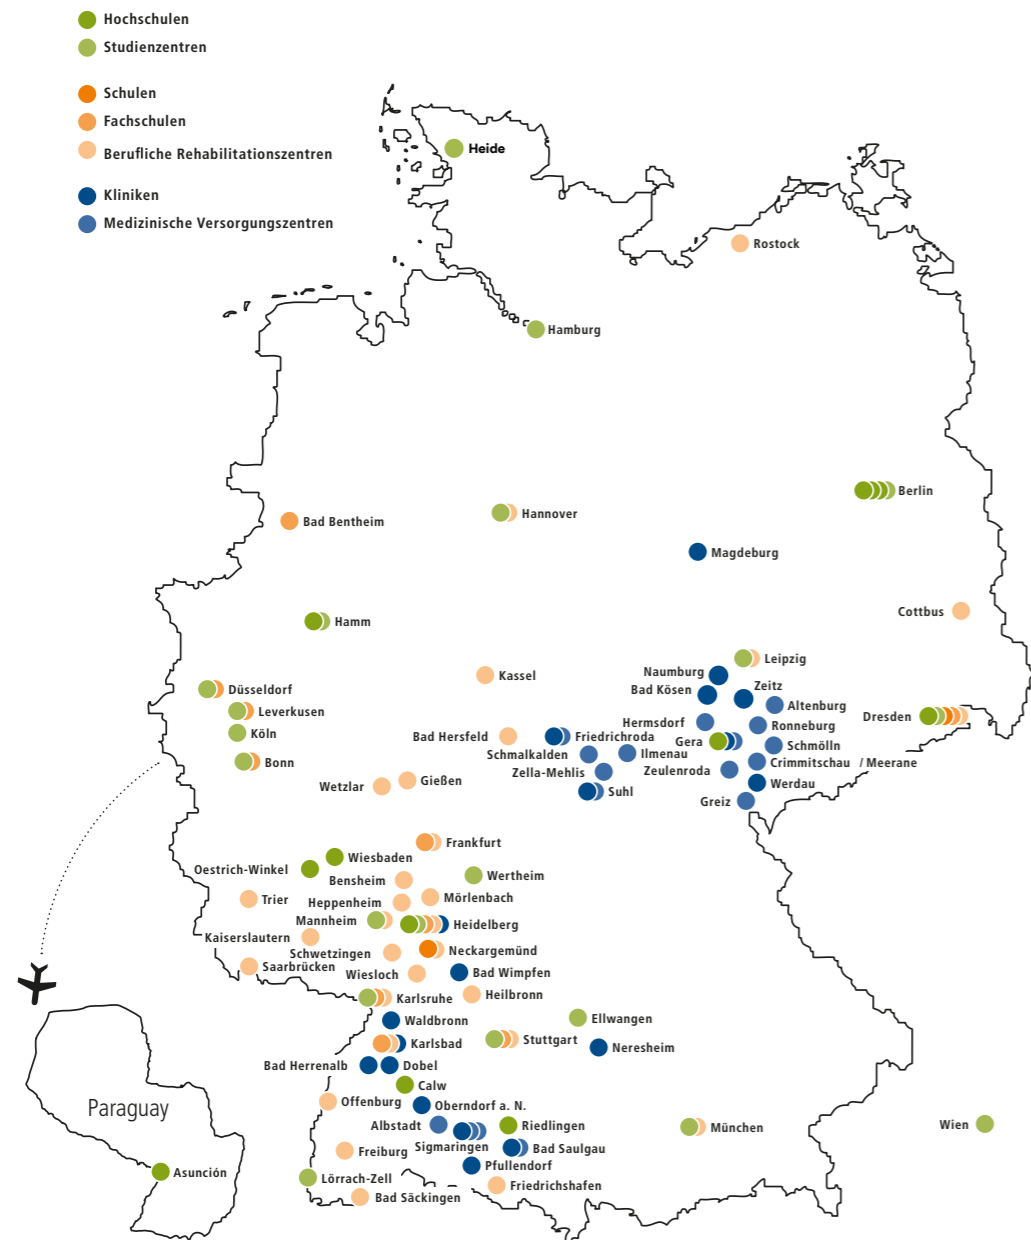 Hochschulen
Studienzentren
Schulen
Fachschulen
Berufliche Rehabilitationszentren
Kliniken
Medizinische Versorgungszentren
Heide
Rostock
Hamburg
Berlin
Hannover
Bad Bentheim
Magdeburg
Cottbus
Hamm
Leipzig
Naumburg
Kassel
Zeitz
Düsseldorf
Bad Kösen
Altenburg
Leverkusen
Dresden
Hermsdorf
Ronneburg
Köln
Bad Hersfeld
Friedrichroda
Gera
Schmölln
Schmalkalden
Ilmenau
Bonn
Crimmitschau / Meerane
Zella-Mehlis
Zeulenroda
Gießen
Werdau
Wetzlar
Suhl
Greiz
Frankfurt
Wiesbaden
Oestrich-Winkel
Wertheim
Bensheim
Mörlenbach
Trier
Heppenheim
Mannheim
Heidelberg
Kaiserslautern
Neckargemünd
Schwetzingen
Saarbrücken
Bad Wimpfen
Wiesloch
Heilbronn
Karlsruhe
Ellwangen
Waldbronn
Stuttgart
Karlsbad
Neresheim
Bad Herrenalb
Dobel
Calw
Offenburg
Oberndorf a. N.
Paraguay
Albstadt
Riedlingen
Wien
München
Sigmaringen
Bad Saulgau
Freiburg
Pfullendorf
Asunción
Lörrach-Zell
Friedrichshafen
Bad Säckingen